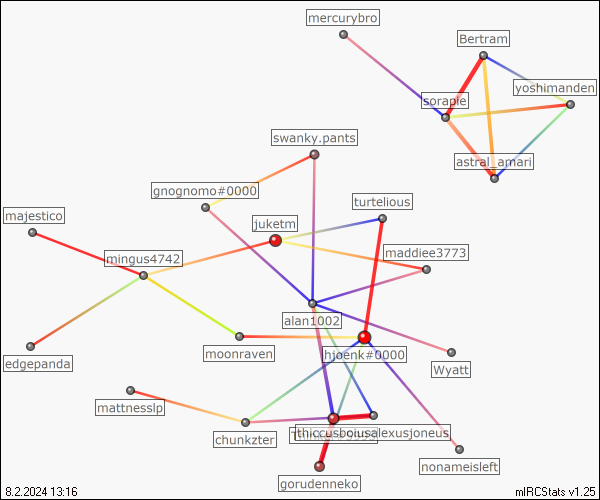 mercurybro
Bertram
yoshimanden
sorapie
swanky.pants
astral_amari
gnognomo#0000
turtelious
majestico
juketm
maddiee3773
mingus4742
alan1002
moonraven
hjoenk#0000
edgepanda
Wyatt
mattnesslp
chunkzter
thiccusboiusalexusjoneus
nonameisleft
gorudenneko
8.2.2024 13:16
mIRCStats v1.25